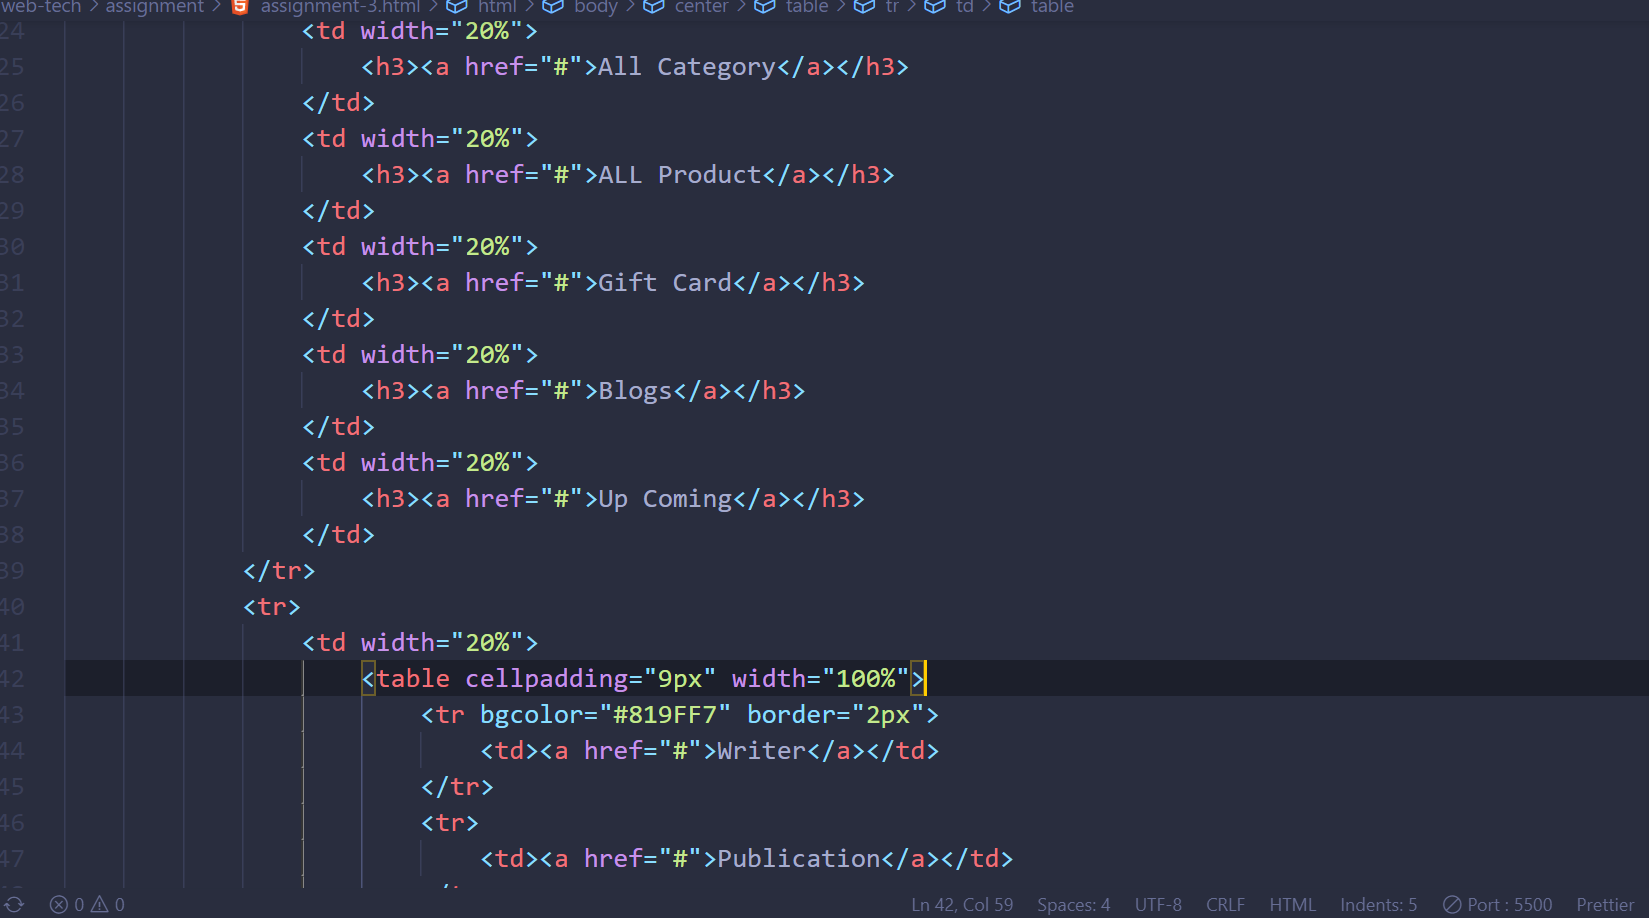 web-tech > assignment > assignment-3.html > html > body > center > table > tr > td > table
24 <td width="20%">
25 <h3><a href="#">All Category</a></h3>
26 </td>
27 <td width="20%">
28 <h3><a href="#">ALL Product</a></h3>
29 </td>
30 <td width="20%">
31 <h3><a href="#">Gift Card</a></h3>
32 </td>
33 <td width="20%">
34 <h3><a href="#">Blogs</a></h3>
35 </td>
36 <td width="20%">
37 <h3><a href="#">Up Coming</a></h3>
38 </td>
39 </tr>
40 <tr>
41 <td width="20%">
42 <table cellpadding="9px" width="100%">
43 <tr bgcolor="#819FF7" border="2px">
44 <td><a href="#">Writer</a></td>
45 </tr>
46 <tr>
47 <td><a href="#">Publication</a></td>
0 0 Ln 42, Col 59 Spaces: 4 UTF-8 CRLF HTML Indents: 5 Port : 5500 Prettier